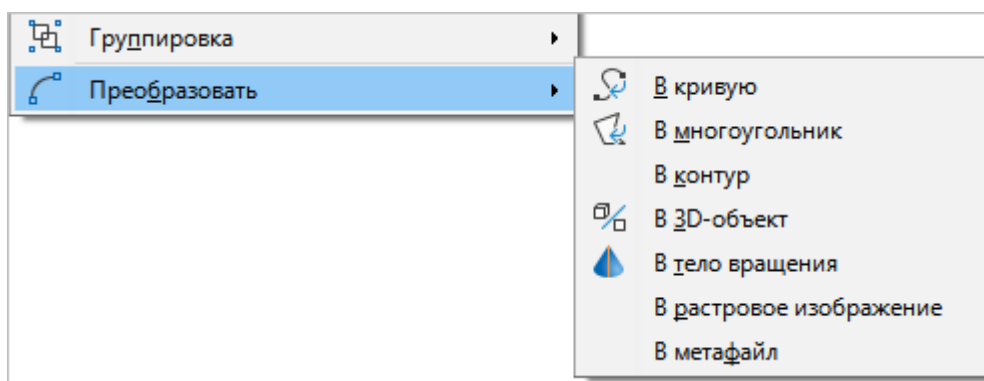 Группировка
Преобразовать
В кривую
В многоугольник
В контур
В 3D-объект
В тело вращения
В растровое изображение
В метафайл